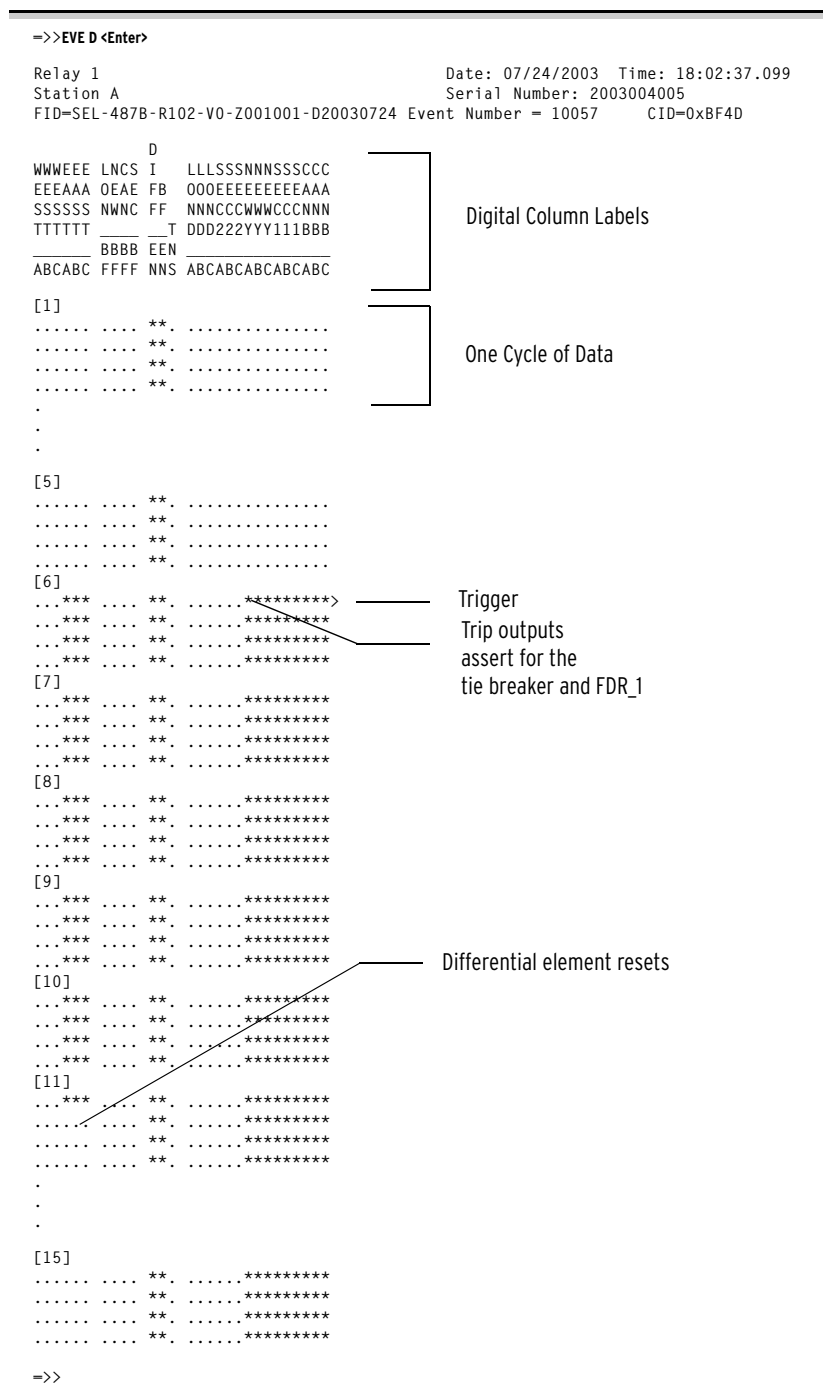 =>>EVE D <Enter>
Relay 1                                             Date: 07/24/2003  Time: 18:02:37.099
Station A                                           Serial Number: 2003004005
FID=SEL-487B-R102-V0-Z001001-D20030724 Event Number = 10057     CID=0xBF4D
            D
WWWEEE LNCS I   LLLSSSNNNSSSCCC
EEEAAA OEAE FB  OOOEEEEEEEEEAAA
SSSSSS NWNC FF  NNNCCCWWWCCCNNN
Digital Column Labels
TTTTTT ____ __T DDD222YYY111BBB
______ BBBB EEN _______________
ABCABC FFFF NNS ABCABCABCABCABC
[1]
...... .... **. ...............
...... .... **. ...............
One Cycle of Data
...... .... **. ...............
...... .... **. ...............
.
.
.
[5]
...... .... **. ...............
...... .... **. ...............
...... .... **. ...............
...... .... **. ...............
[6]
...*** .... **. ......*********>
Trigger
...*** .... **. ......*********
Trip outputs
assert for the
tie breaker and FDR_1
...*** .... **. ......*********
...*** .... **. ......*********
[7]
...*** .... **. ......*********
...*** .... **. ......*********
...*** .... **. ......*********
...*** .... **. ......*********
[8]
...*** .... **. ......*********
...*** .... **. ......*********
...*** .... **. ......*********
...*** .... **. ......*********
[9]
...*** .... **. ......*********
...*** .... **. ......*********
...*** .... **. ......*********
...*** .... **. ......*********
Differential element resets
[10]
...*** .... **. ......*********
...*** .... **. ......*********
...*** .... **. ......*********
...*** .... **. ......*********
[11]
...*** .... **. ......*********
...... .... **. ......*********
...... .... **. ......*********
...... .... **. ......*********
.
.
.
[15]
...... .... **. ......*********
...... .... **. ......*********
...... .... **. ......*********
...... .... **. ......*********
=>>